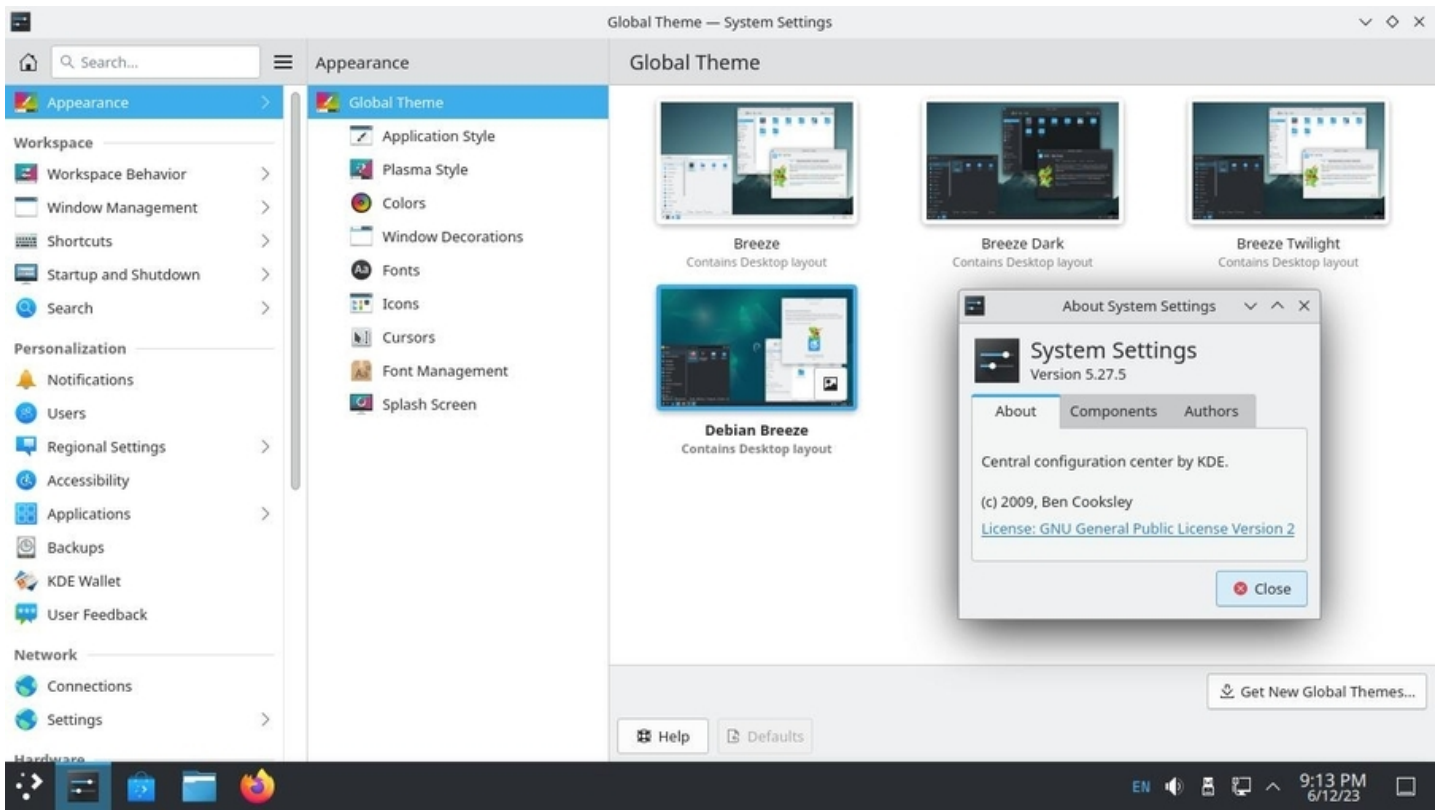 Global Theme — System Settings
Search...
Appearance
Workspace
Workspace Behavior
Window Management
Shortcuts
Startup and Shutdown
Search
Personalization
Notifications
Users
Regional Settings
Accessibility
Applications
Backups
KDE Wallet
User Feedback
Network
Connections
Settings
Hardware
Appearance
Global Theme
Application Style
Plasma Style
Colors
Window Decorations
Aa Fonts
Icons
Cursors
Font Management
Splash Screen
Global Theme
Breeze
Contains Desktop layout
Breeze Dark
Contains Desktop layout
Breeze Twilight
Contains Desktop layout
Debian Breeze
Contains Desktop layout
About System Settings
System Settings
Version 5.27.5
About Components Authors
Central configuration center by KDE.
(c) 2009, Ben Cooksley
License: GNU General Public License Version 2
Close
Get New Global Themes...
Help Defaults
EN
9:13 PM
6/12/23